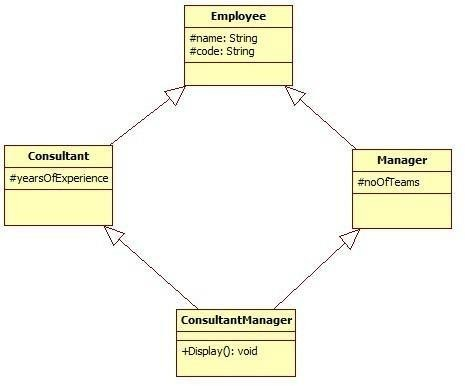 Employee
#name: String
#code: String
Consultant
#yearsOfExperience
Manager
#noOfTeams
ConsultantManager
+Display(): void